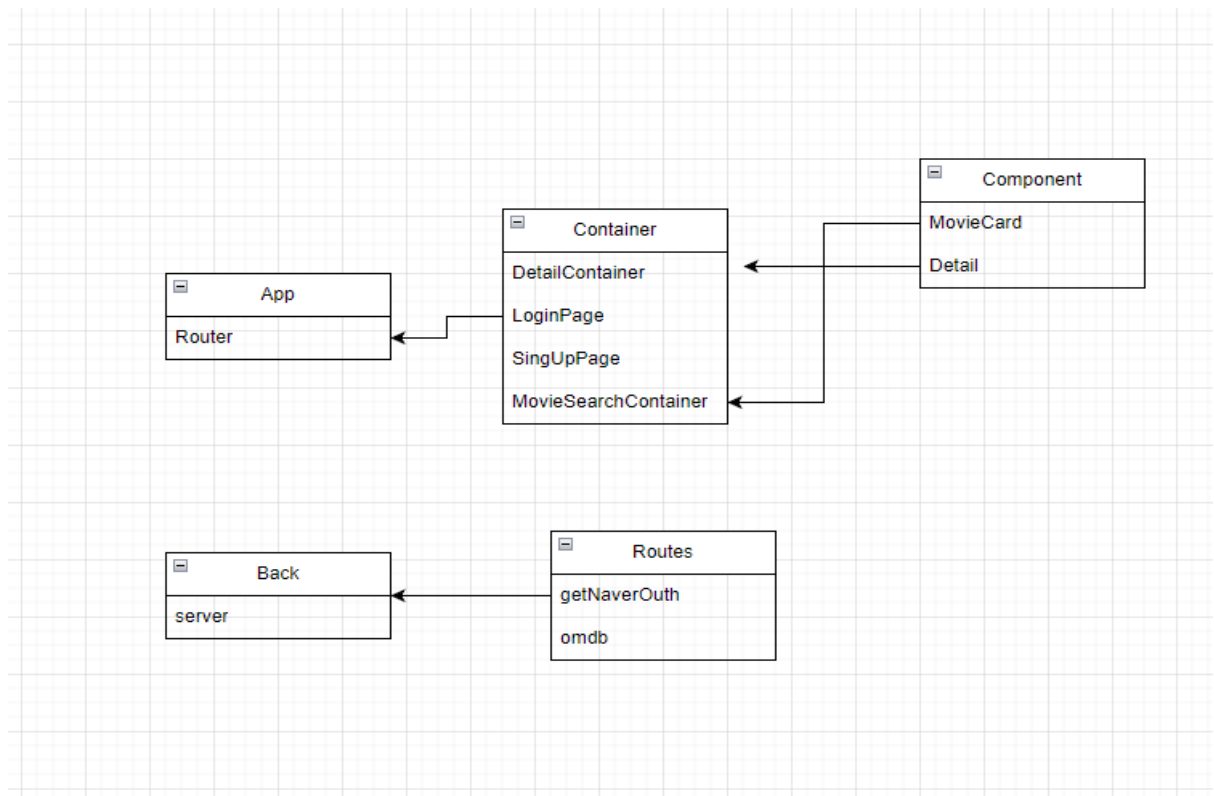 Component
MovieCard
Detail
Container
DetailContainer
LoginPage
SingUpPage
MovieSearchContainer
App
Router
Routes
getNaverOuth
omdb
Back
server